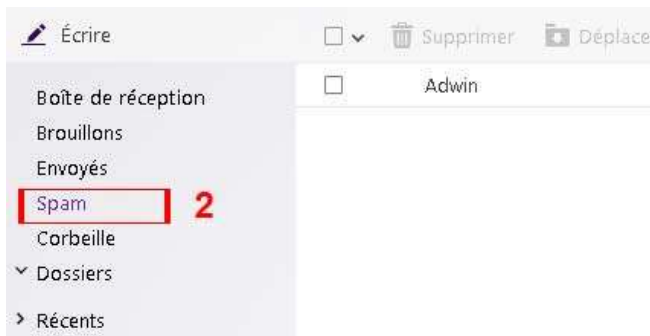 Écrire
Supprimer
Déplace
Boîte de réception
Adwin
Brouillons
Envoyés
Spam
2
Corbeille
Dossiers
Récents